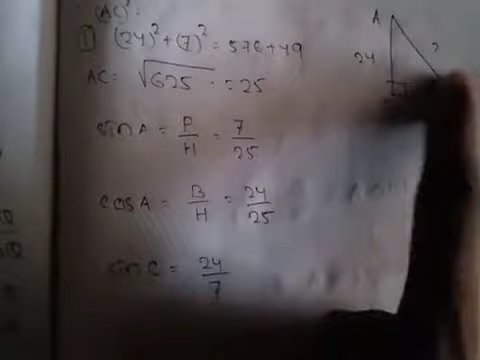 (AC)²
1 (24)² + (7)² = 576 + 49
A
24
?
AC = √625 = 25
sin A = P/H = 7/25
cos A = B/H = 24/25
sin C = 24/7